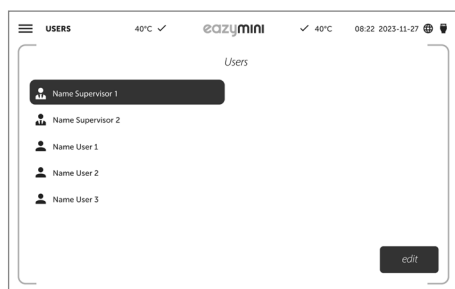 USERS 40°C eazymini 40°C 08:22 2023-11-27
Users
Name Supervisor 1
Name Supervisor 2
Name User 1
Name User 2
Name User 3
edit